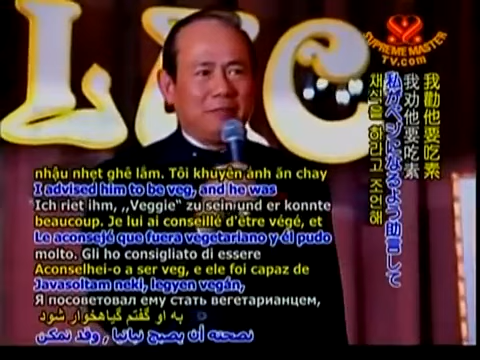 SUPREME MASTER
TV.com
我勸他要吃素
我劝他要吃素
私がベジになるよう助言して
채식을 하라고 조언해
nhậu nhẹt ghê lắm. Tôi khuyên anh ăn chay
I advised him to be veg, and he was
Ich riet ihm, „Veggie" zu sein und er konnte
beaucoup. Je lui ai conseillé d'être végé, et
Le aconsejé que fuera vegetariano y él pudo
molto. Gli ho consigliato di essere
Aconselhei-o a ser veg, e ele foi capaz de
Javasoltam neki, legyen vegán,
Я посоветовал ему стать вегетарианцем,
به او گفتم گیاهخوار شود
نصحته أن يصبح نباتيا ، وقد تمكن